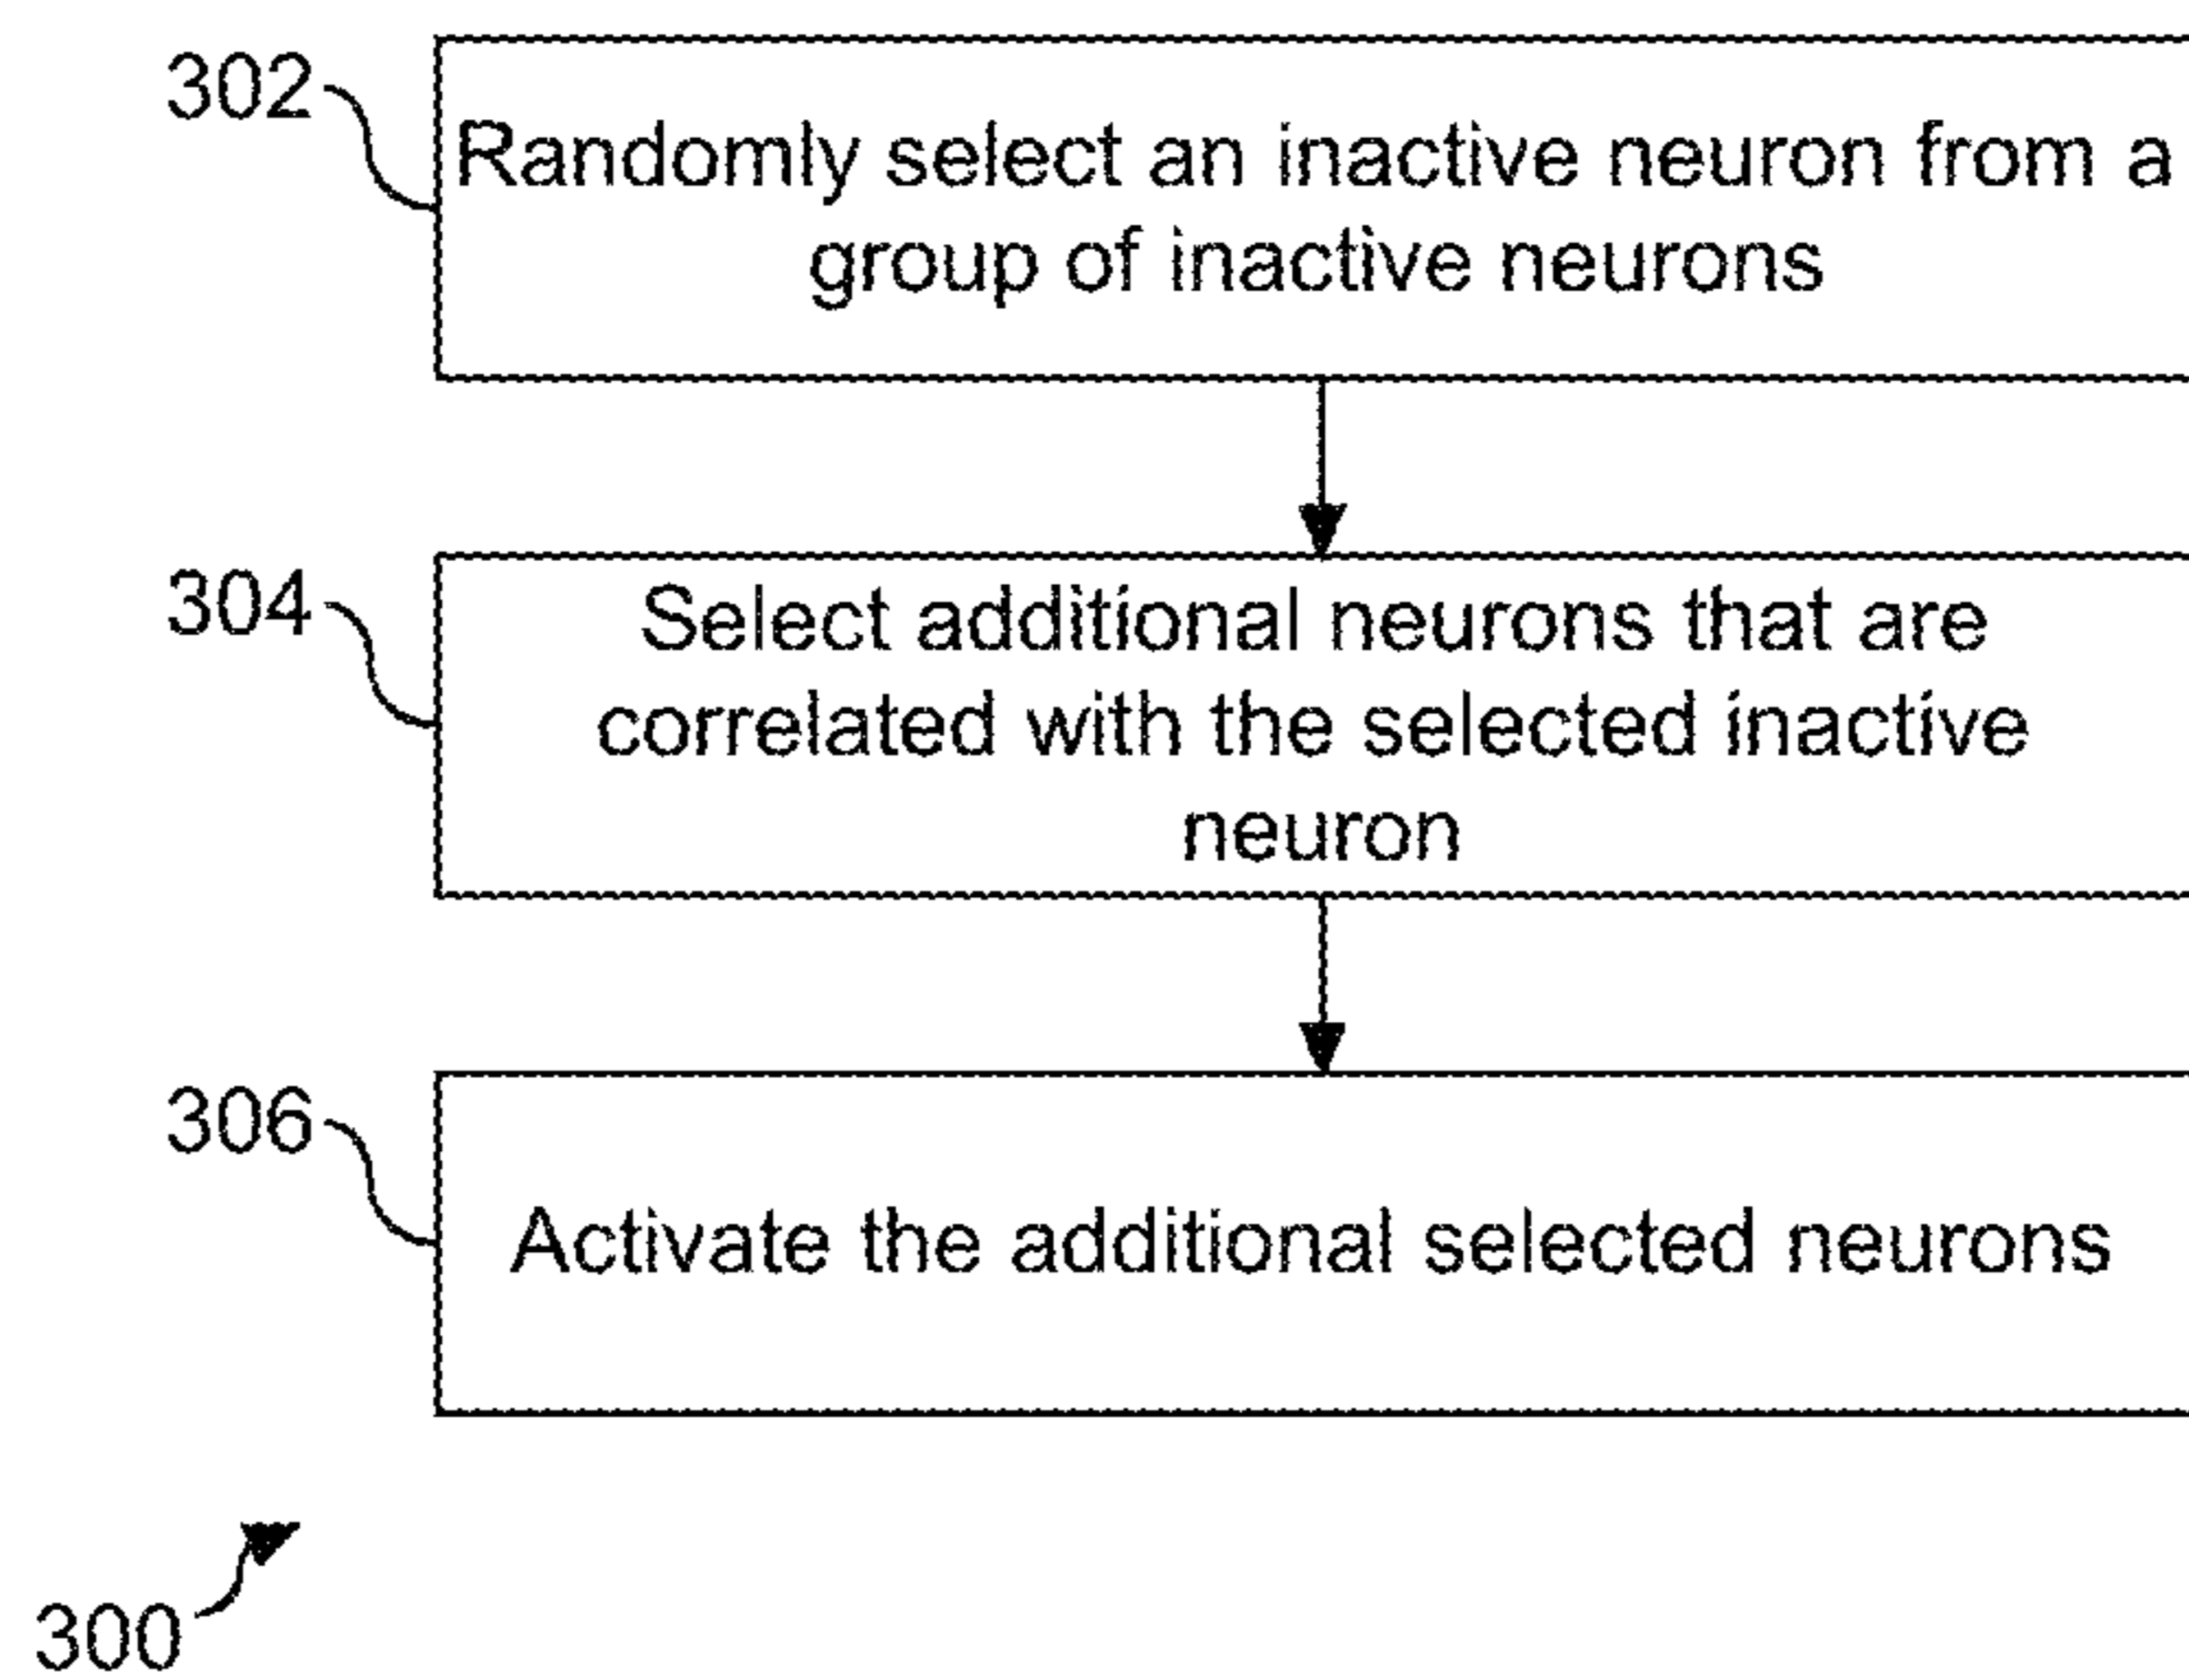 302
Randomly select an inactive neuron from a
group of inactive neurons
304
Select additional neurons that are
correlated with the selected inactive
neuron
306
Activate the additional selected neurons
300